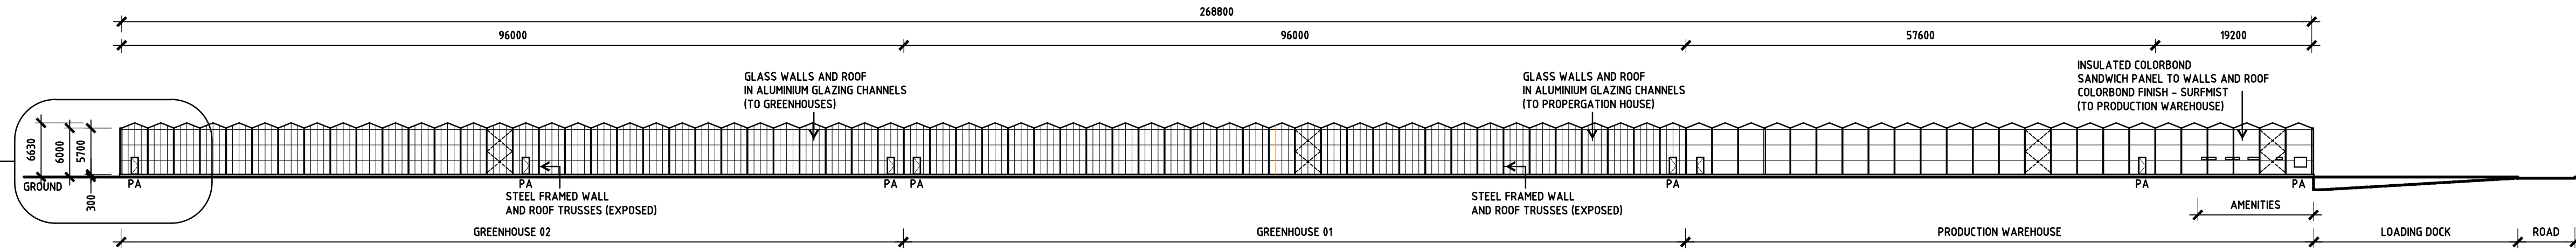 268800
96000
96000
57600
19200
GLASS WALLS AND ROOF
IN ALUMINIUM GLAZING CHANNELS
(TO GREENHOUSES)
GLASS WALLS AND ROOF
IN ALUMINIUM GLAZING CHANNELS
(TO PROPERGATION HOUSE)
INSULATED COLORBOND
SANDWICH PANEL TO WALLS AND ROOF
COLORBOND FINISH - SURFMIST
(TO PRODUCTION WAREHOUSE)
6630
6000
5700
300
GROUND
PA
PA
PA
PA
PA
PA
PA
STEEL FRAMED WALL
AND ROOF TRUSSES (EXPOSED)
STEEL FRAMED WALL
AND ROOF TRUSSES (EXPOSED)
AMENITIES
GREENHOUSE 02
GREENHOUSE 01
PRODUCTION WAREHOUSE
LOADING DOCK
ROAD